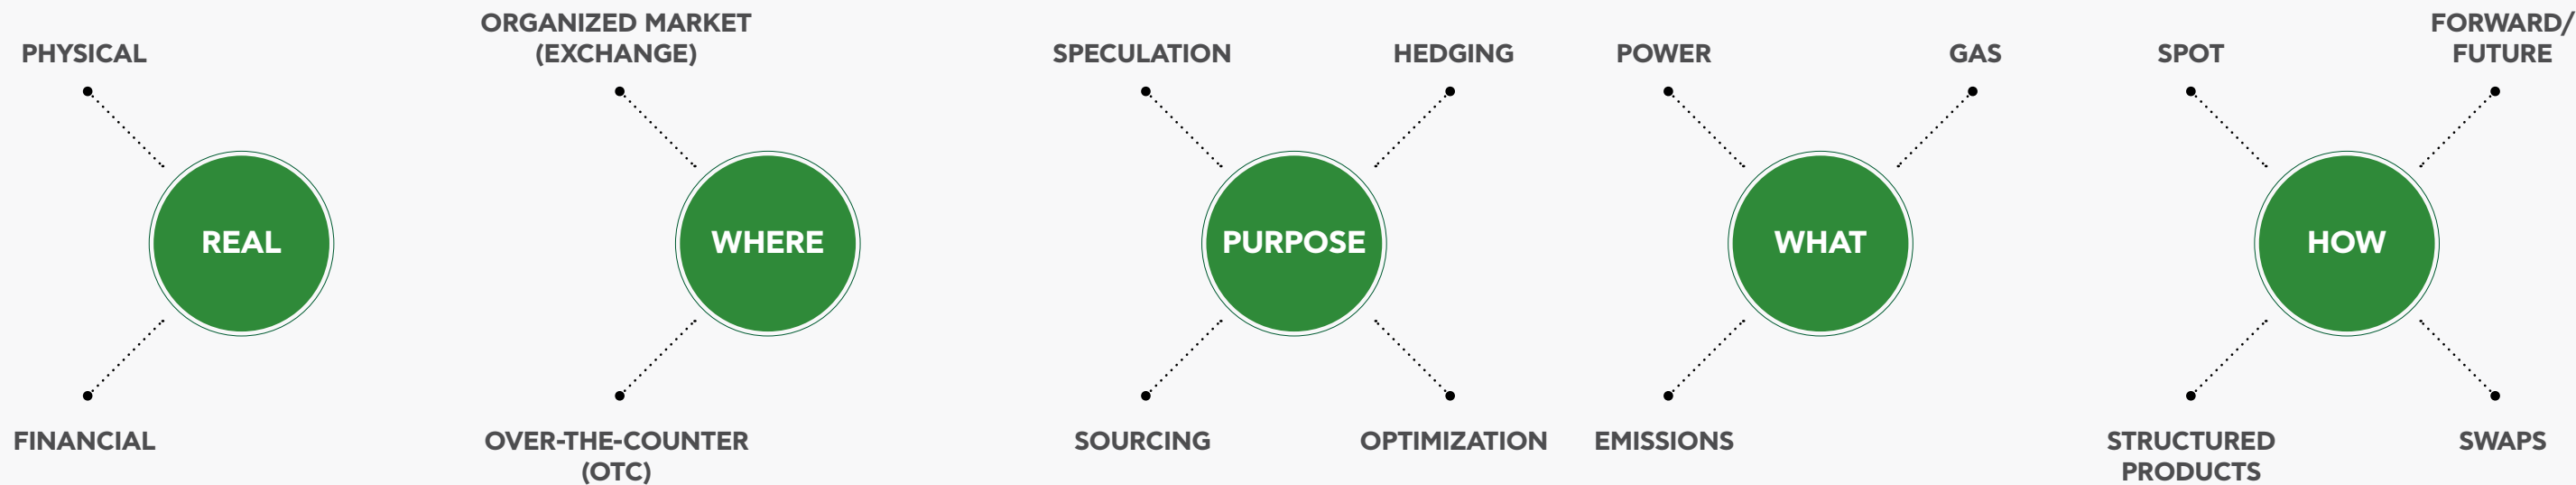 PHYSICAL
REAL
FINANCIAL
ORGANIZED MARKET
(EXCHANGE)
WHERE
OVER-THE-COUNTER
(OTC)
SPECULATION
HEDGING
PURPOSE
SOURCING
OPTIMIZATION
POWER
GAS
WHAT
EMISSIONS
SPOT
FORWARD/
FUTURE
HOW
STRUCTURED
PRODUCTS
SWAPS